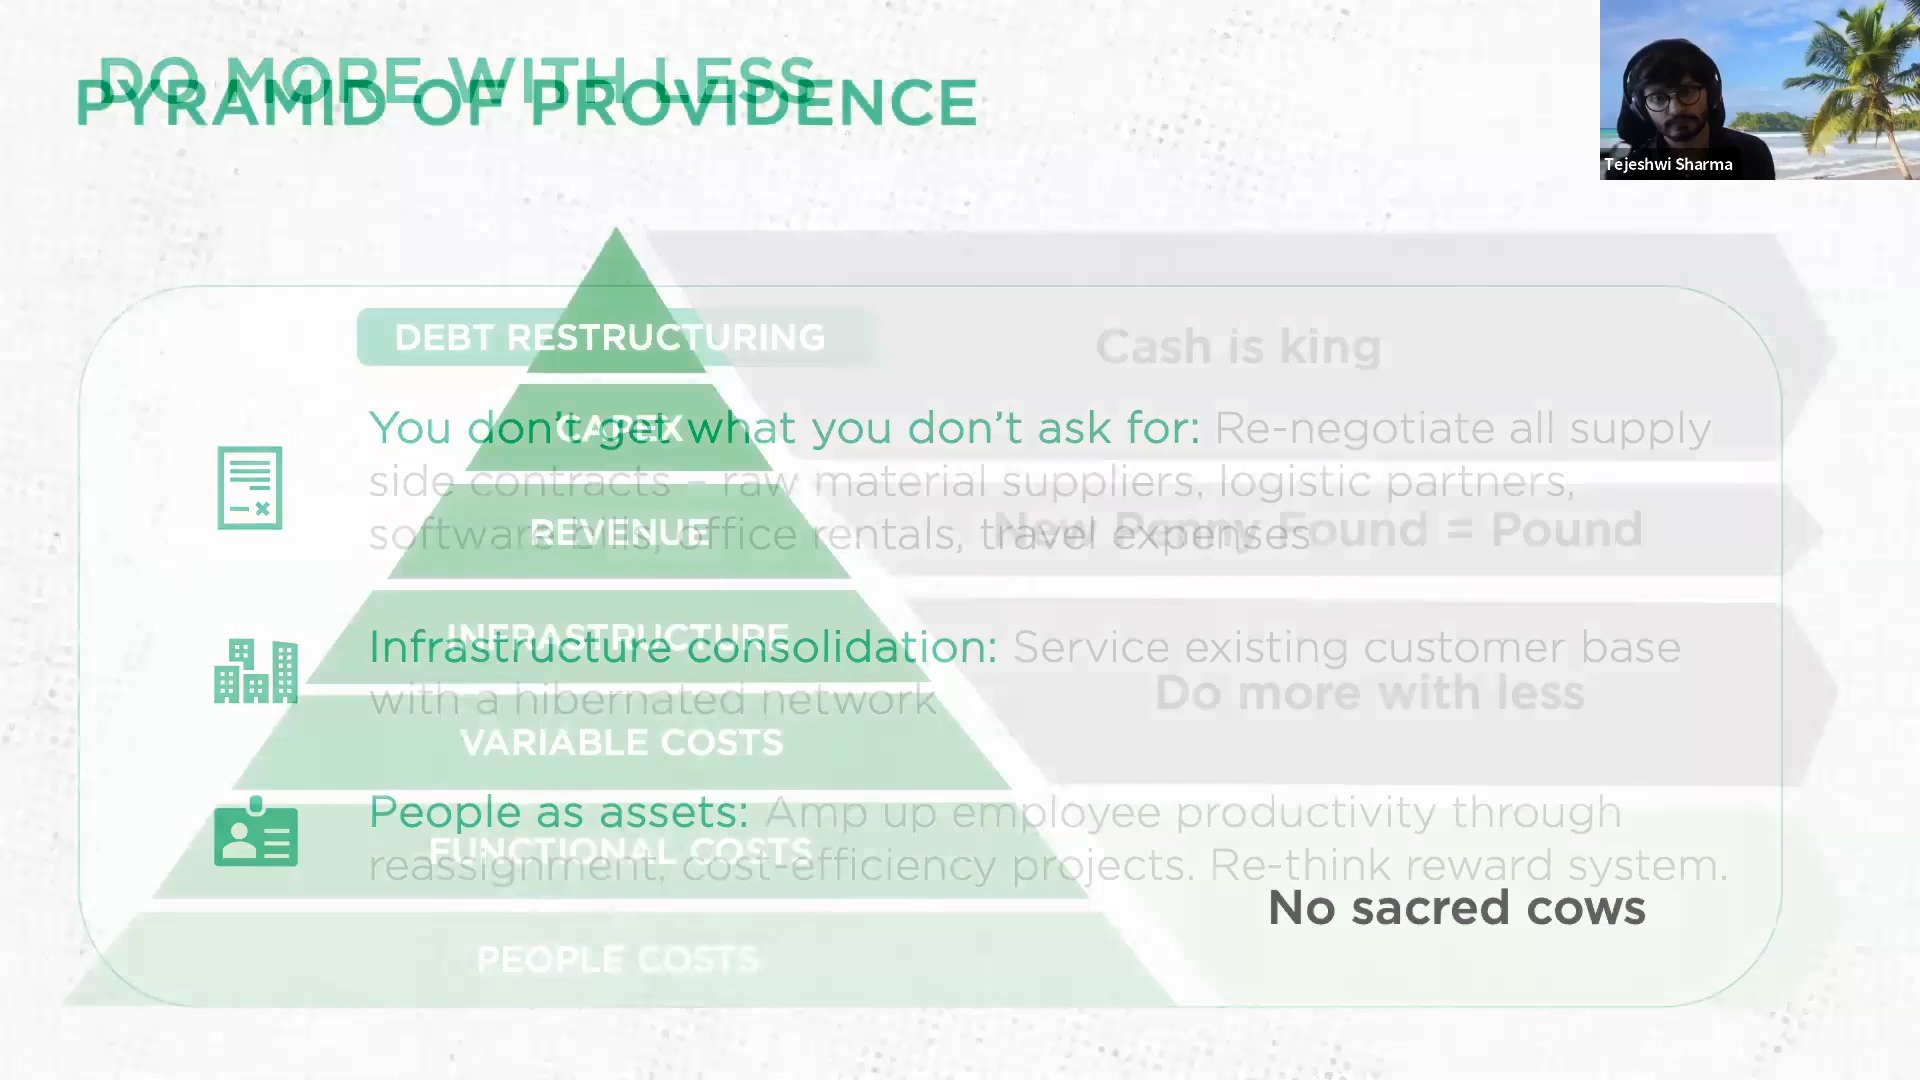 DO MORE WITH LESS
PYRAMID OF PROVIDENCE
Tejeshwi Sharma
DEBT RESTRUCTURING
Cash is king
You don't get what you don't ask for: Re-negotiate all supply
side contracts – raw material suppliers, logistic partners,
software bills, office rentals, travel expenses
CAPEX
REVENUE
New Penny Found = Pound
INFRASTRUCTURE
Infrastructure consolidation: Service existing customer base
with a hibernated network
Do more with less
VARIABLE COSTS
People as assets: Amp up employee productivity through
reassignment, cost-efficiency projects. Re-think reward system.
FUNCTIONAL COSTS
No sacred cows
PEOPLE COSTS